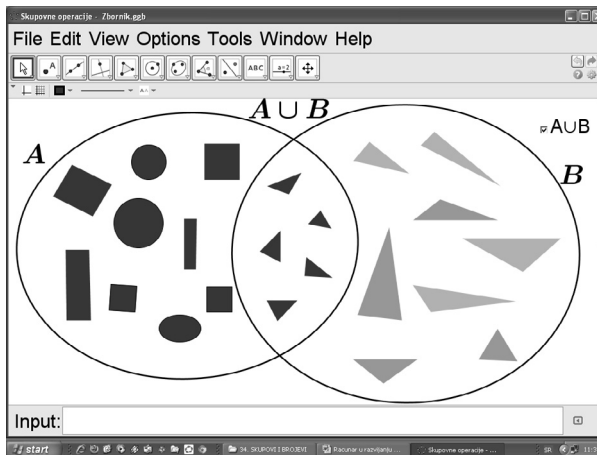 Skupovne operacije - Zbornik.ggb
File Edit View Options Tools Window Help
A
ABC
a=2
AA
A ∪ B
A∪B
A
B
Input:
start
34. SKUPOVI I BROJEVI
Racunar u razvijanju ...
Skupovne operacije - ...
SR